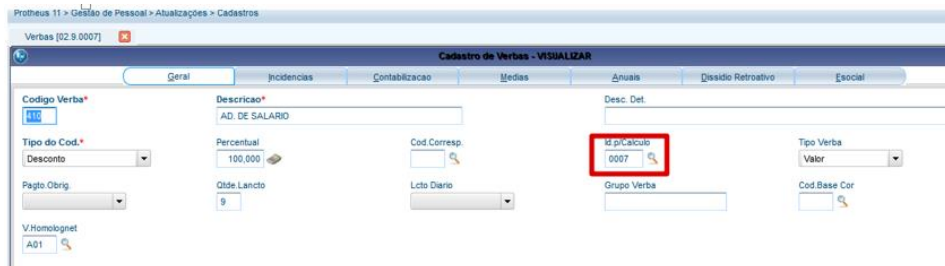 Protheus 11 > Gestão de Pessoal > Atualizações > Cadastros
Verbas [02.9.0007]
Cadastro de Verbas - VISUALIZAR
Geral Incidencias Contabilizacao Medias Anuais Dissidio Retroativo Esocial
Codigo Verba* Descricao* Desc. Det.
410 AD. DE SALARIO
Tipo do Cod.* Percentual Cod.Corresp. Id.p/Calculo Tipo Verba
Desconto 100,000 0007 Valor
Pagto.Obrig. Qtde.Lancto Lcto Diario Grupo Verba Cod.Base Cor
9
V.Homolognet
A01